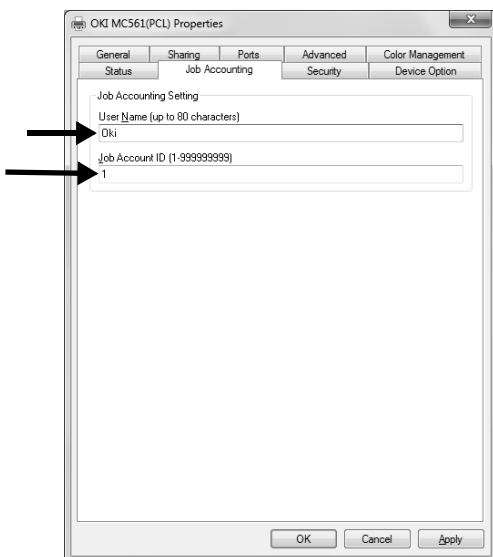 OKI MC561(PCL) Properties
General Sharing Ports Advanced Color Management
Status Job Accounting Security Device Option
Job Accounting Setting
User Name (up to 80 characters)
Oki
Job Account ID (1-999999999)
1
OK Cancel Apply